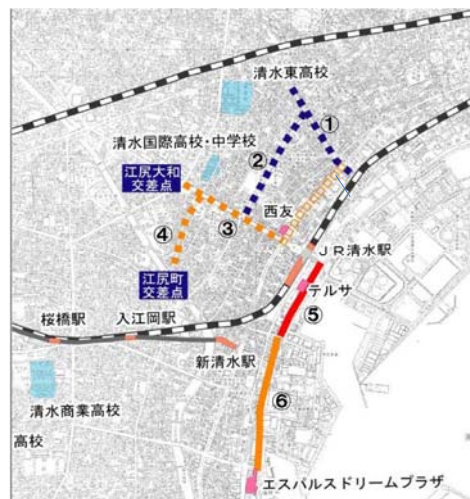 清水東高校
①
清水国際高校・中学校
②
江尻大和
交差点
西友
③
④
JR清水駅
江尻町
交差点
テルサ
⑤
桜橋駅
入江岡駅
新清水駅
⑥
清水商業高校
高校
エスパルスドリームプラザ